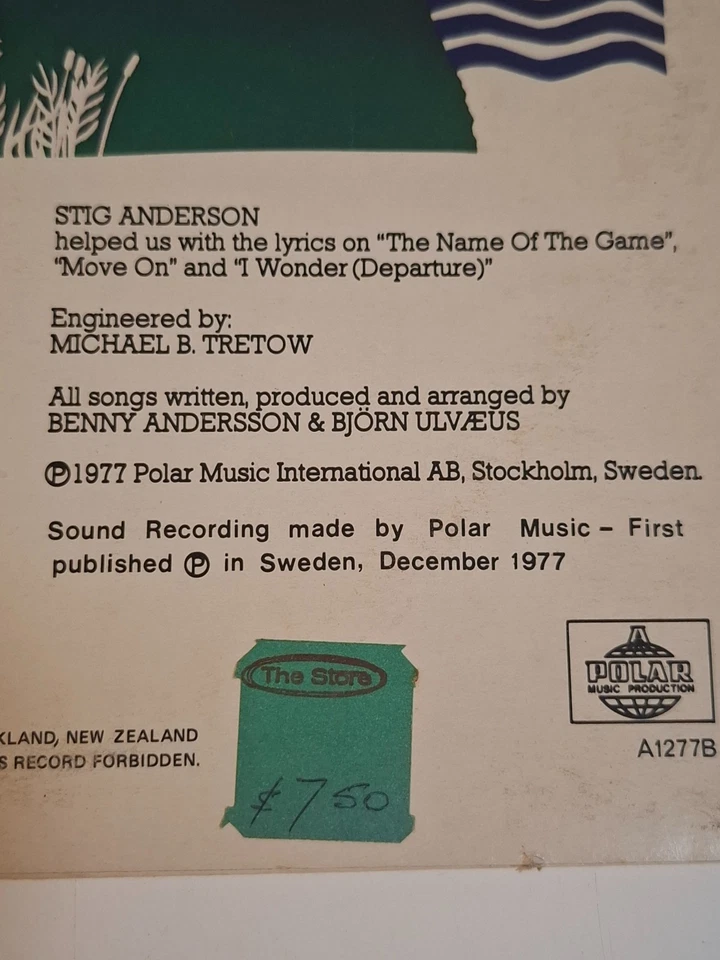 STIG ANDERSON
helped us with the lyrics on “The Name Of The Game”,
“Move On” and “I Wonder (Departure)”
Engineered by:
MICHAEL B. TRETOW
All songs written, produced and arranged by
BENNY ANDERSSON & BJÖRN ULVÆUS
Ⓟ1977 Polar Music International AB, Stockholm, Sweden.
Sound Recording made by Polar Music – First
published Ⓟ in Sweden, December 1977
A
POLAR
MUSIC PRODUCTION
The Store
KLAND, NEW ZEALAND
S RECORD FORBIDDEN.
A1277B
$7 50